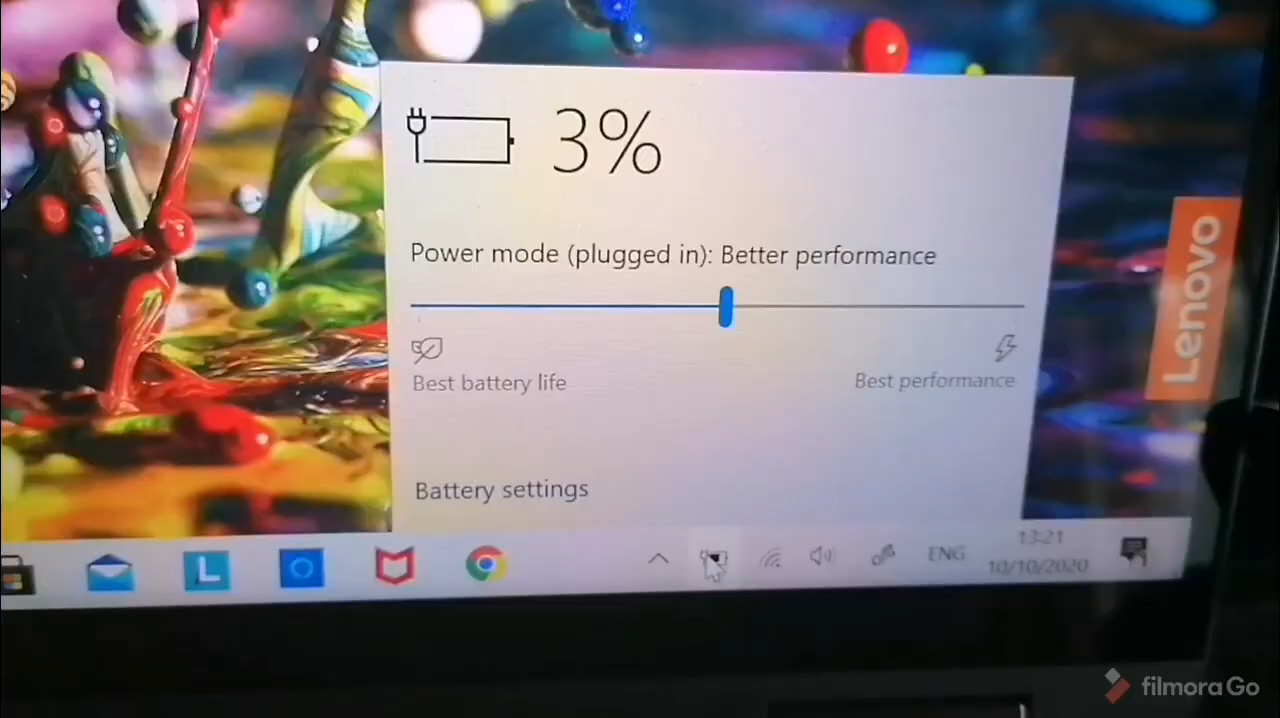 3%
Power mode (plugged in): Better performance
Best battery life
Best performance
Battery settings
Lenovo
L
ENG
13:21
10/10/2020
filmoraGo